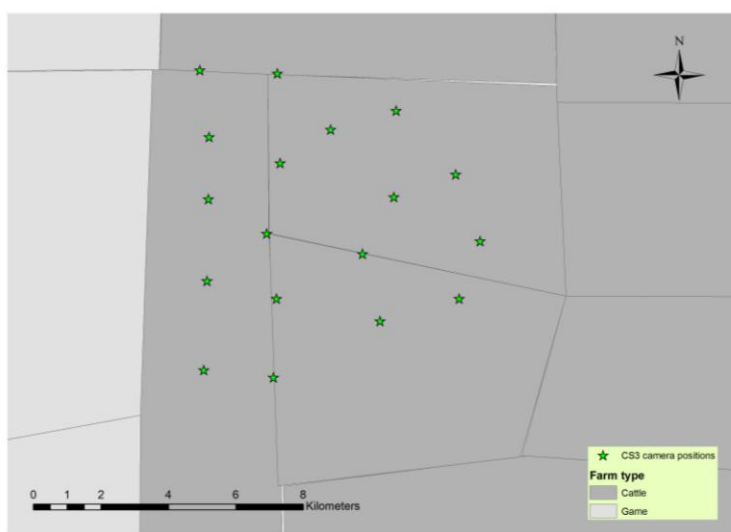 N
CS3 camera positions
Farm type
Cattle
Game
0 1 2 4 6 8
Kilometers